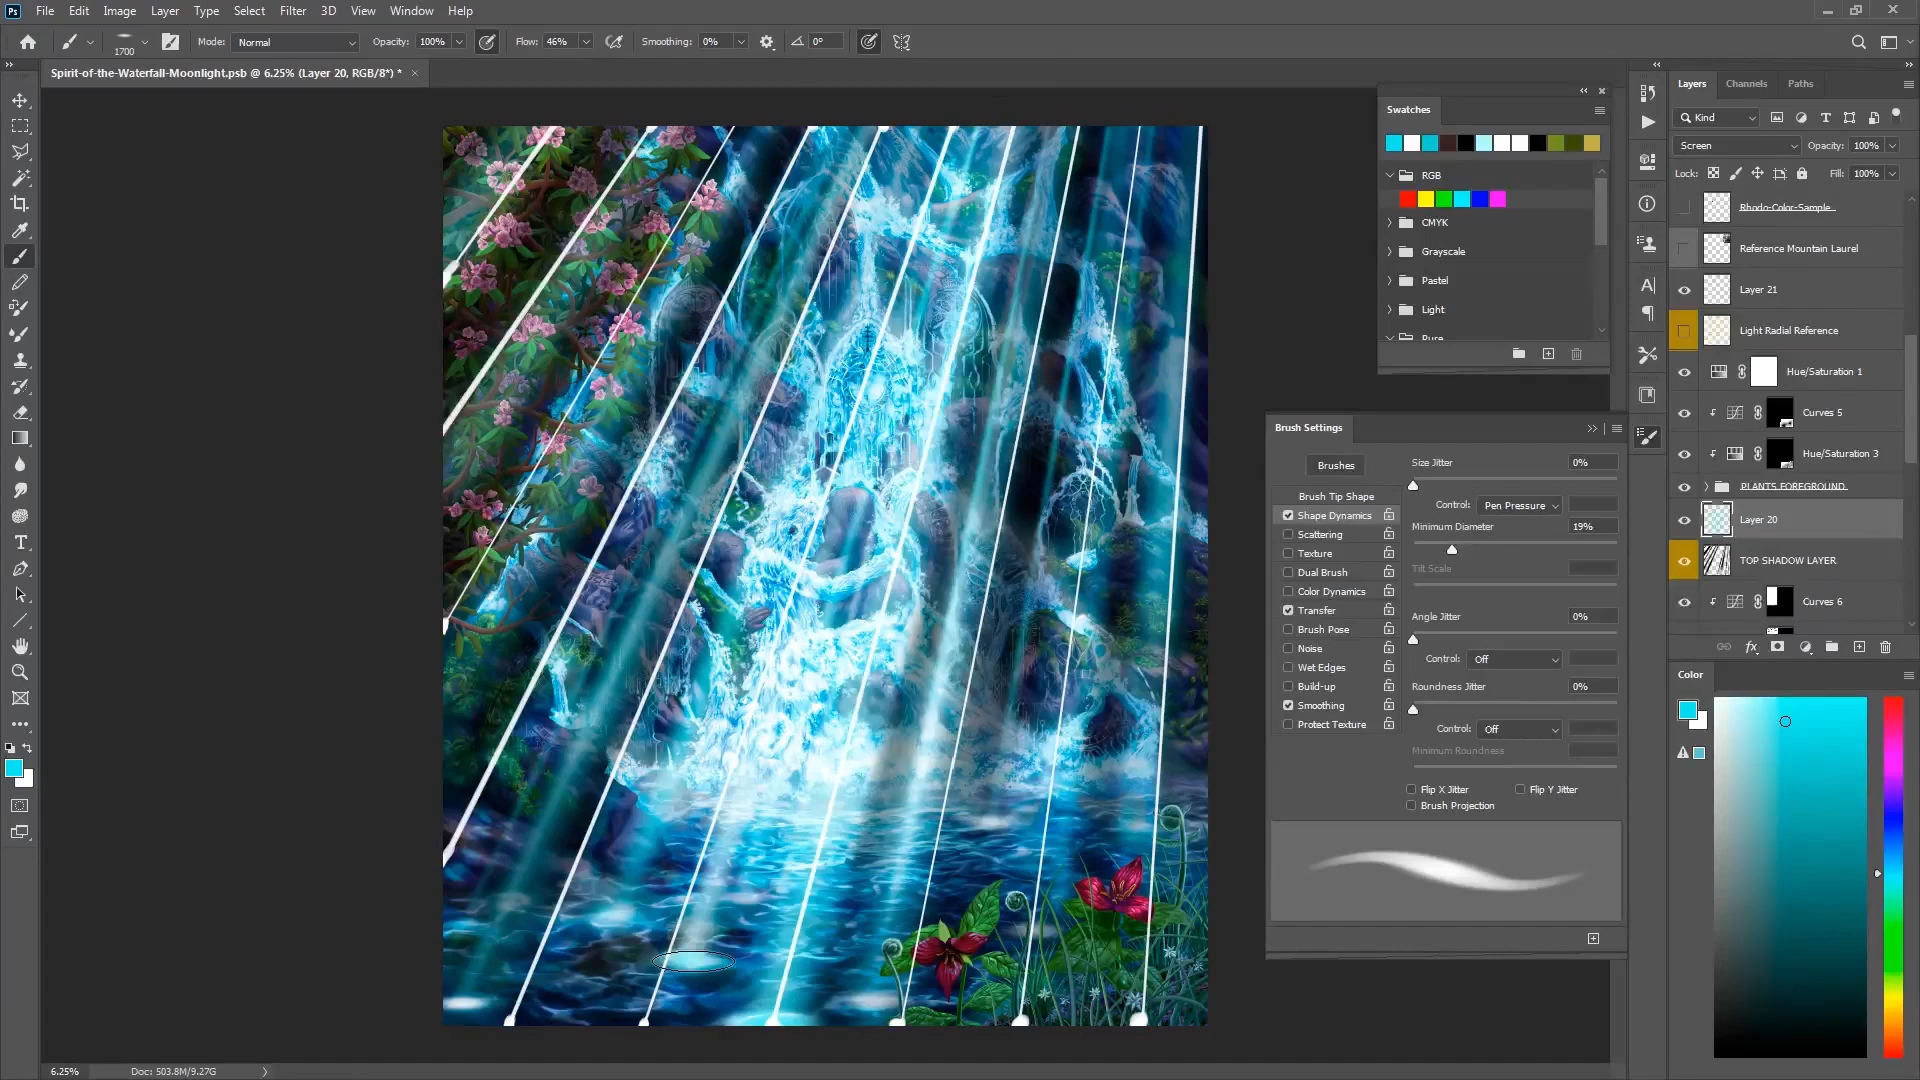 Ps File Edit Image Layer Type Select Filter 3D View Window Help
1700 Mode: Normal Opacity: 100% Flow: 46% Smoothing: 0% 0°
Spirit-of-the-Waterfall-Moonlight.psb @ 6.25% (Layer 20, RGB/8*) *
Swatches
RGB
CMYK
Grayscale
Pastel
Light
Pure
Brush Settings
Brushes
Brush Tip Shape
Shape Dynamics
Scattering
Texture
Dual Brush
Color Dynamics
Transfer
Brush Pose
Noise
Wet Edges
Build-up
Smoothing
Protect Texture
Size Jitter 0%
Control: Pen Pressure
Minimum Diameter 19%
Tilt Scale
Angle Jitter 0%
Control: Off
Roundness Jitter 0%
Control: Off
Minimum Roundness
Flip X Jitter Flip Y Jitter
Brush Projection
Layers Channels Paths
Kind
Screen Opacity: 100%
Lock: Fill: 100%
Rhodo-Color-Sample
Reference Mountain Laurel
Layer 21
Light Radial Reference
Hue/Saturation 1
Curves 5
Hue/Saturation 3
PLANTS FOREGROUND
Layer 20
TOP SHADOW LAYER
Curves 6
fx
Color
6.25% Doc: 503.8M/9.27G